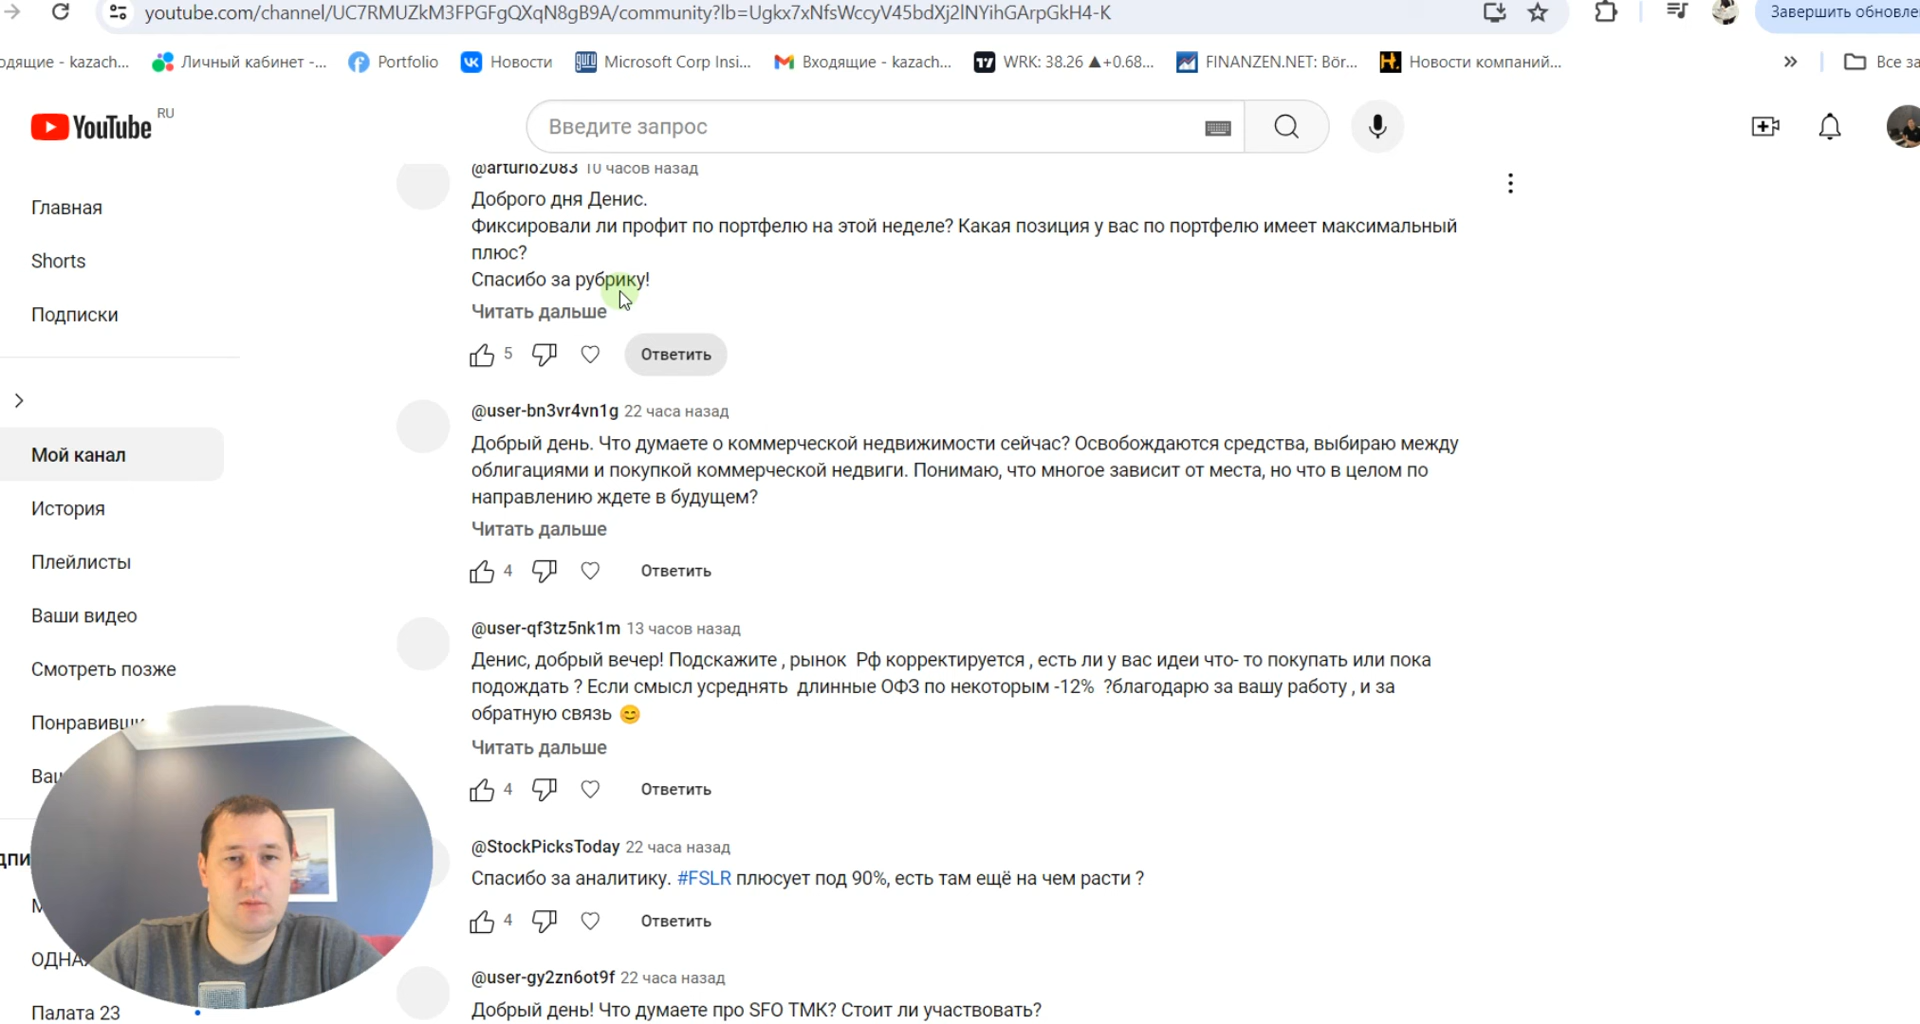 youtube.com/channel/UC7RMUZkM3FPGFgQXqN8gB9A/community?lb=Ugkx7xNfsWccyV45bdXj2lNYihGArpGkH4-K
Завершить обновле
одящие - kazach... Личный кабинет -... Portfolio Новости Microsoft Corp Insi... Входящие - kazach... WRK: 38.26 ▲+0.68... FINANZEN.NET: Bör... Новости компаний... » Все за
YouTube RU
Введите запрос
Главная
Shorts
Подписки
Мой канал
История
Плейлисты
Ваши видео
Смотреть позже
Понравивши
Ваш
дпи
М
ОДНА
Палата 23
@arturio2083 10 часов назад
Доброго дня Денис.
Фиксировали ли профит по портфелю на этой неделе? Какая позиция у вас по портфелю имеет максимальный
плюс?
Спасибо за рубрику!
Читать дальше
5 Ответить
@user-bn3vr4vn1g 22 часа назад
Добрый день. Что думаете о коммерческой недвижимости сейчас? Освобождаются средства, выбираю между
облигациями и покупкой коммерческой недвиги. Понимаю, что многое зависит от места, но что в целом по
направлению ждете в будущем?
Читать дальше
4 Ответить
@user-qf3tz5nk1m 13 часов назад
Денис, добрый вечер! Подскажите , рынок Рф корректируется , есть ли у вас идеи что- то покупать или пока
подождать ? Если смысл усреднять длинные ОФЗ по некоторым -12% ?благодарю за вашу работу , и за
обратную связь 😊
Читать дальше
4 Ответить
@StockPicksToday 22 часа назад
Спасибо за аналитику. #FSLR плюсует под 90%, есть там ещё на чем расти ?
4 Ответить
@user-gy2zn6ot9f 22 часа назад
Добрый день! Что думаете про SFO ТМК? Стоит ли участвовать?